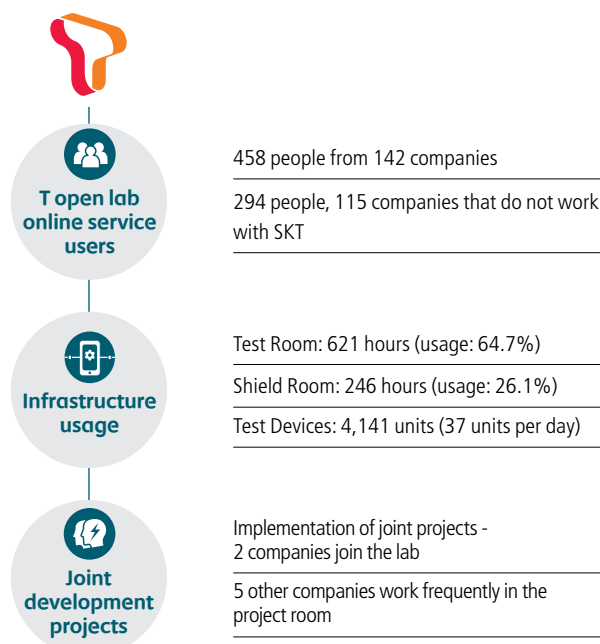 T open lab
online service
users
458 people from 142 companies
294 people, 115 companies that do not work
with SKT
Infrastructure
usage
Test Room: 621 hours (usage: 64.7%)
Shield Room: 246 hours (usage: 26.1%)
Test Devices: 4,141 units (37 units per day)
Joint
development
projects
Implementation of joint projects -
2 companies join the lab
5 other companies work frequently in the
project room